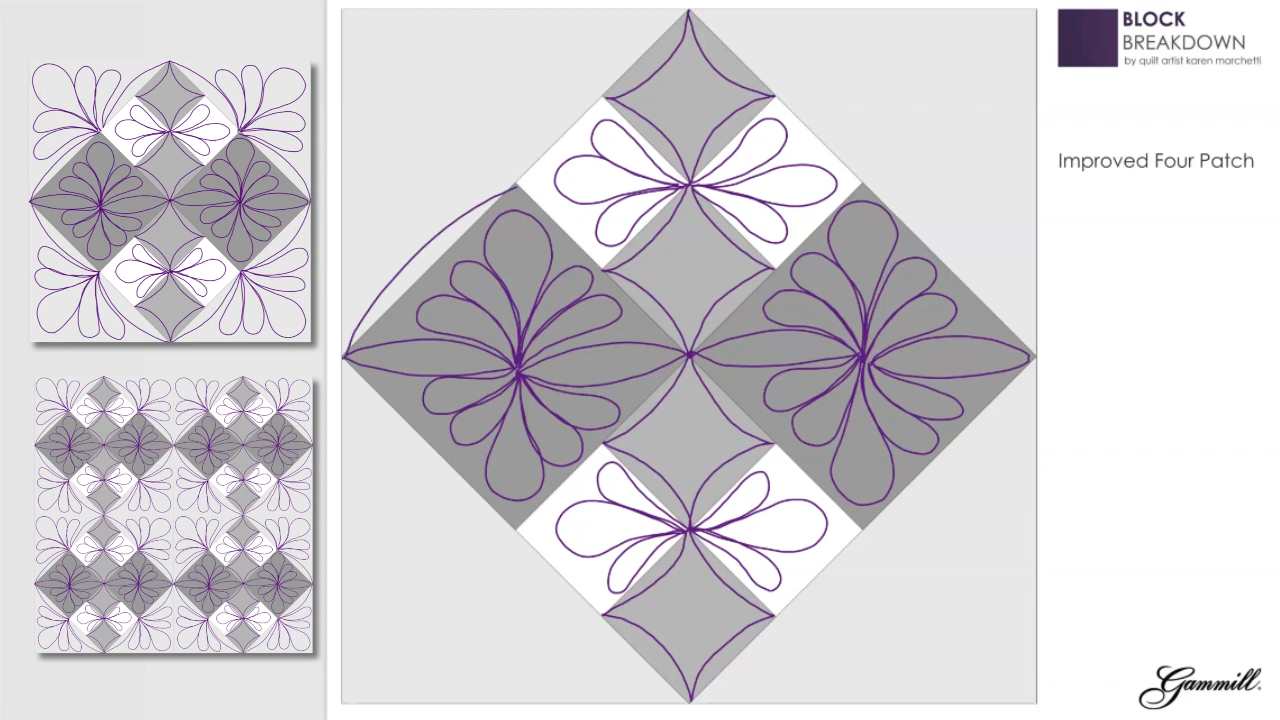 BLOCK
BREAKDOWN
by quilt artist karen marchetti
Improved Four Patch
Gammill.